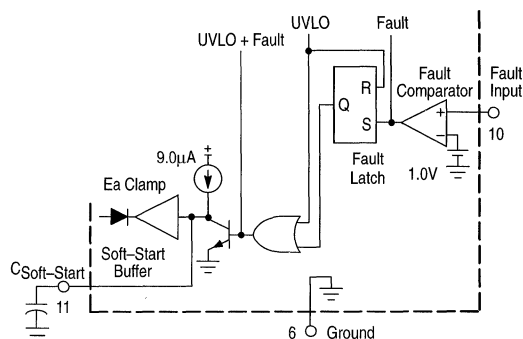 UVLO
Fault
UVLO + Fault
Fault
Comparator
Fault
Input
R
Q
S
+
−
10
9.0µA
+
Fault
Latch
1.0V
Ea Clamp
Soft–Start
Buffer
CSoft–Start
11
6
Ground